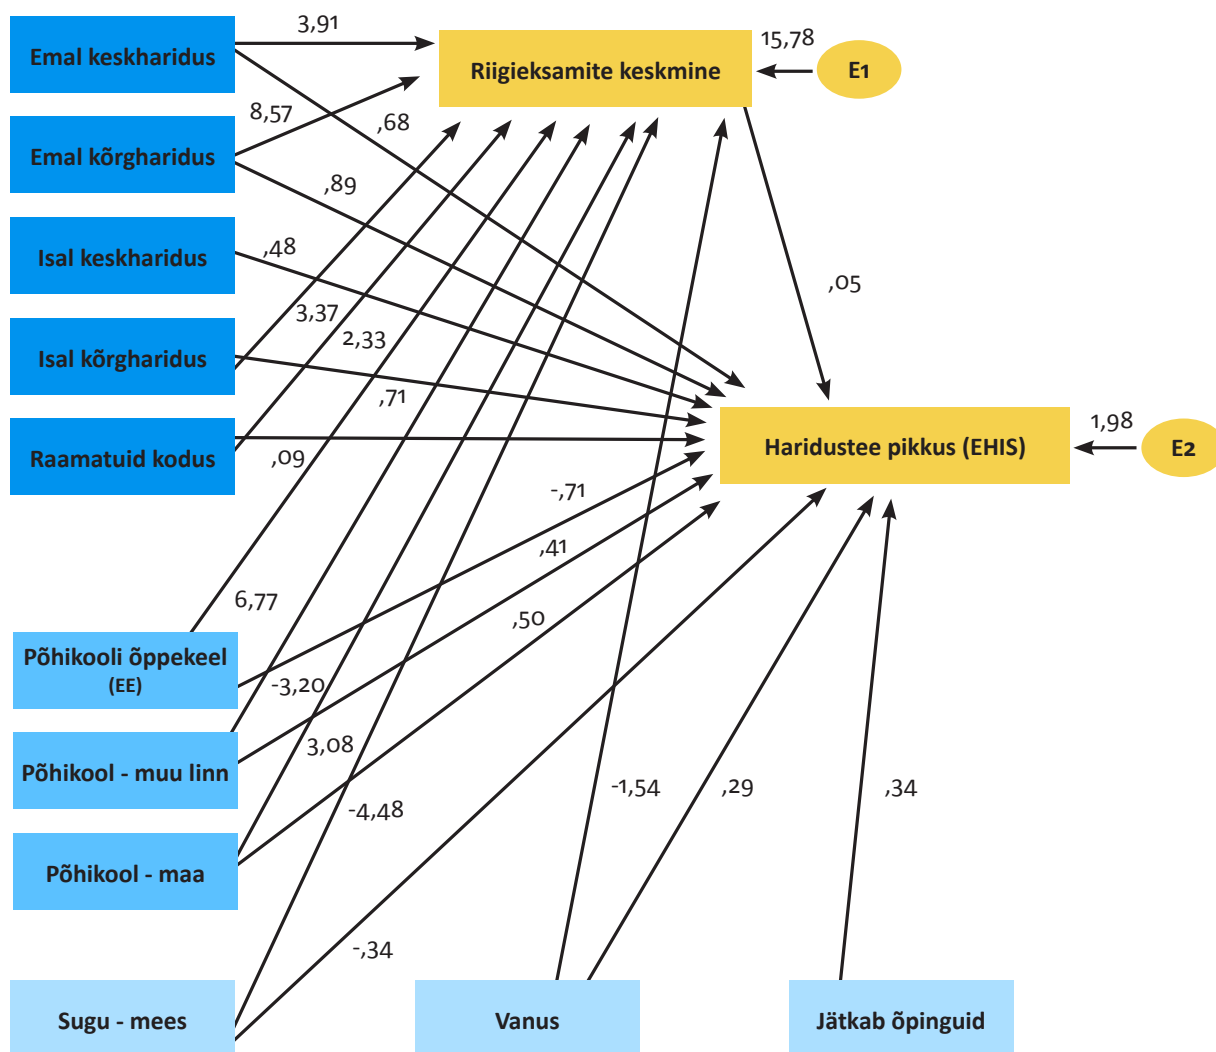 3,91
15,78
Emal keskharidus
Riigieksamite keskmine
E1
8,57
,68
Emal kõrgharidus
,89
Isal keskharidus
,48
,05
3,37
2,33
Isal kõrgharidus
,71
1,98
Raamatuid kodus
,09
Haridustee pikkus (EHIS)
E2
-,71
,41
6,77
,50
Põhikooli õppekeel
(EE)
-3,20
3,08
Põhikool - muu linn
-1,54
,29
,34
-4,48
Põhikool - maa
-,34
Sugu - mees
Vanus
Jätkab õpinguid